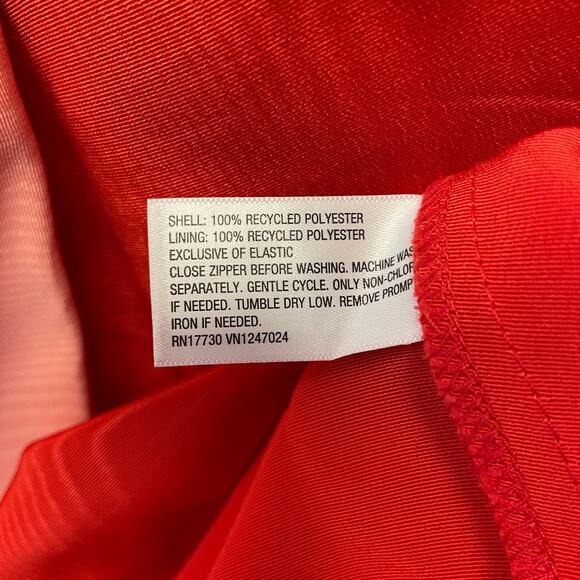 SHELL: 100% RECYCLED POLYESTER
LINING: 100% RECYCLED POLYESTER
EXCLUSIVE OF ELASTIC
CLOSE ZIPPER BEFORE WASHING. MACHINE WAS
SEPARATELY. GENTLE CYCLE. ONLY NON-CHLOR
IF NEEDED. TUMBLE DRY LOW. REMOVE PROMP
IRON IF NEEDED.
RN17730 VN1247024